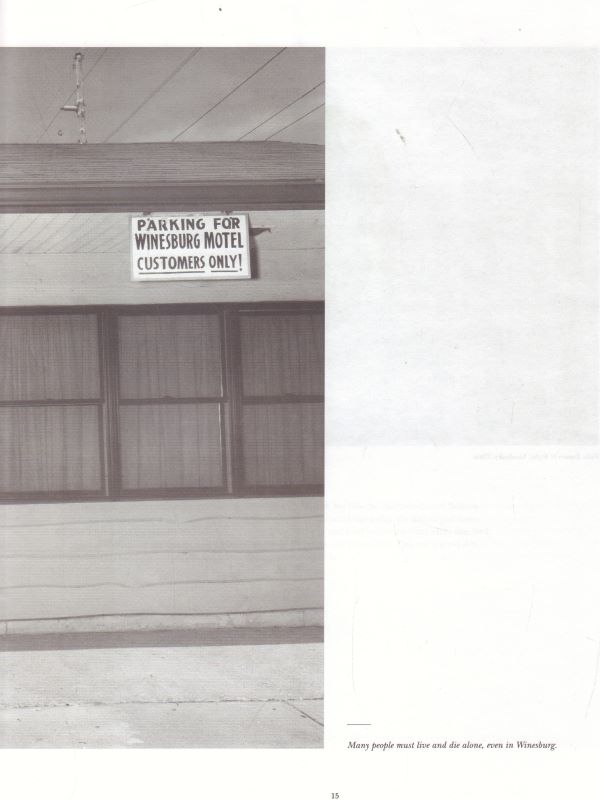 PARKING FOR
WINESBURG MOTEL
CUSTOMERS ONLY!
Many people must live and die alone, even in Winesburg.
15